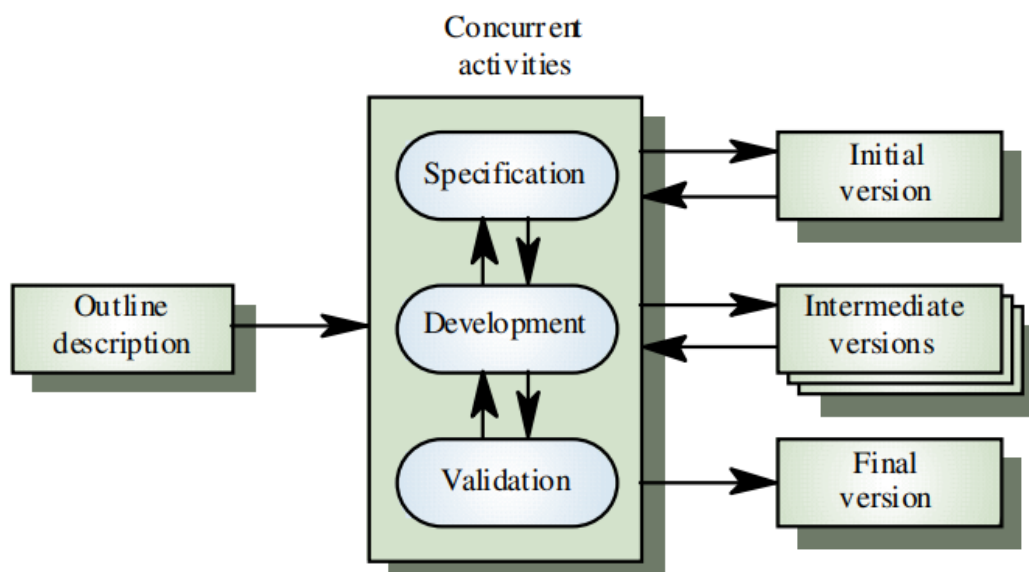 Concurrent
activities
Specification
Initial
version
Outline
description
Development
Intermediate
versions
Validation
Final
version